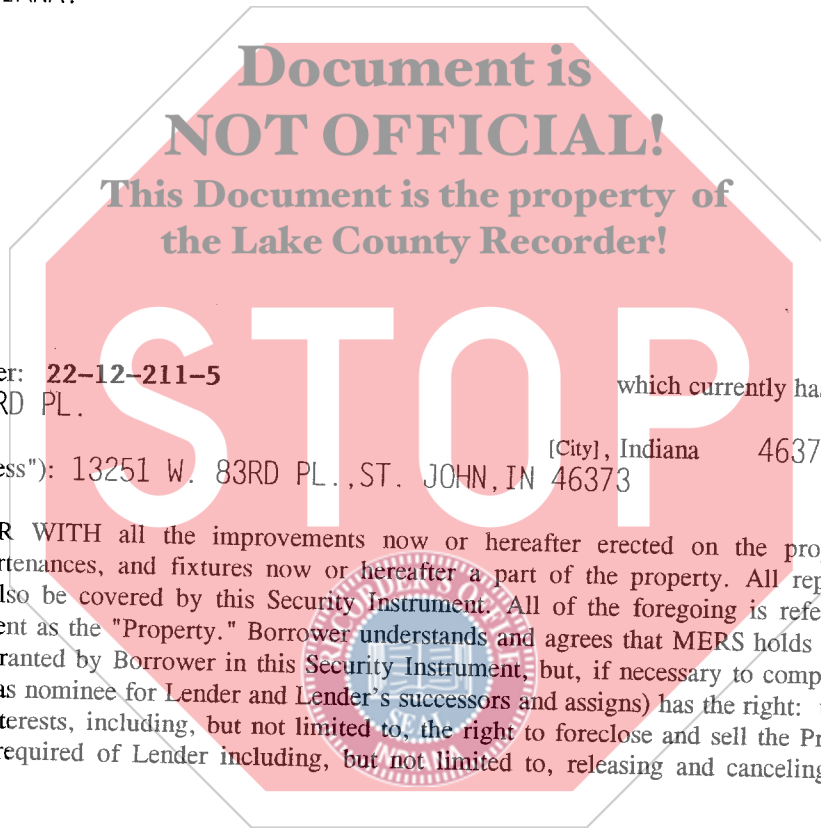 Document is
NOT OFFICIAL!
This Document is the property of
the Lake County Recorder!
STOP
er: 22-12-211-5 which currently ha
RD PL.
[City], Indiana 4637
ess"): 13251 W. 83RD PL.,ST. JOHN,IN 46373
R WITH all the improvements now or hereafter erected on the pro
rtenances, and fixtures now or hereafter a part of the property. All rep
lso be covered by this Security Instrument. All of the foregoing is refe
ent as the "Property." Borrower understands and agrees that MERS holds
ranted by Borrower in this Security Instrument, but, if necessary to comp
as nominee for Lender and Lender's successors and assigns) has the right:
terests, including, but not limited to, the right to foreclose and sell the Pr
required of Lender including, but not limited to, releasing and canceling
RECORDER'S OFFICE
SEAL
INDIANA